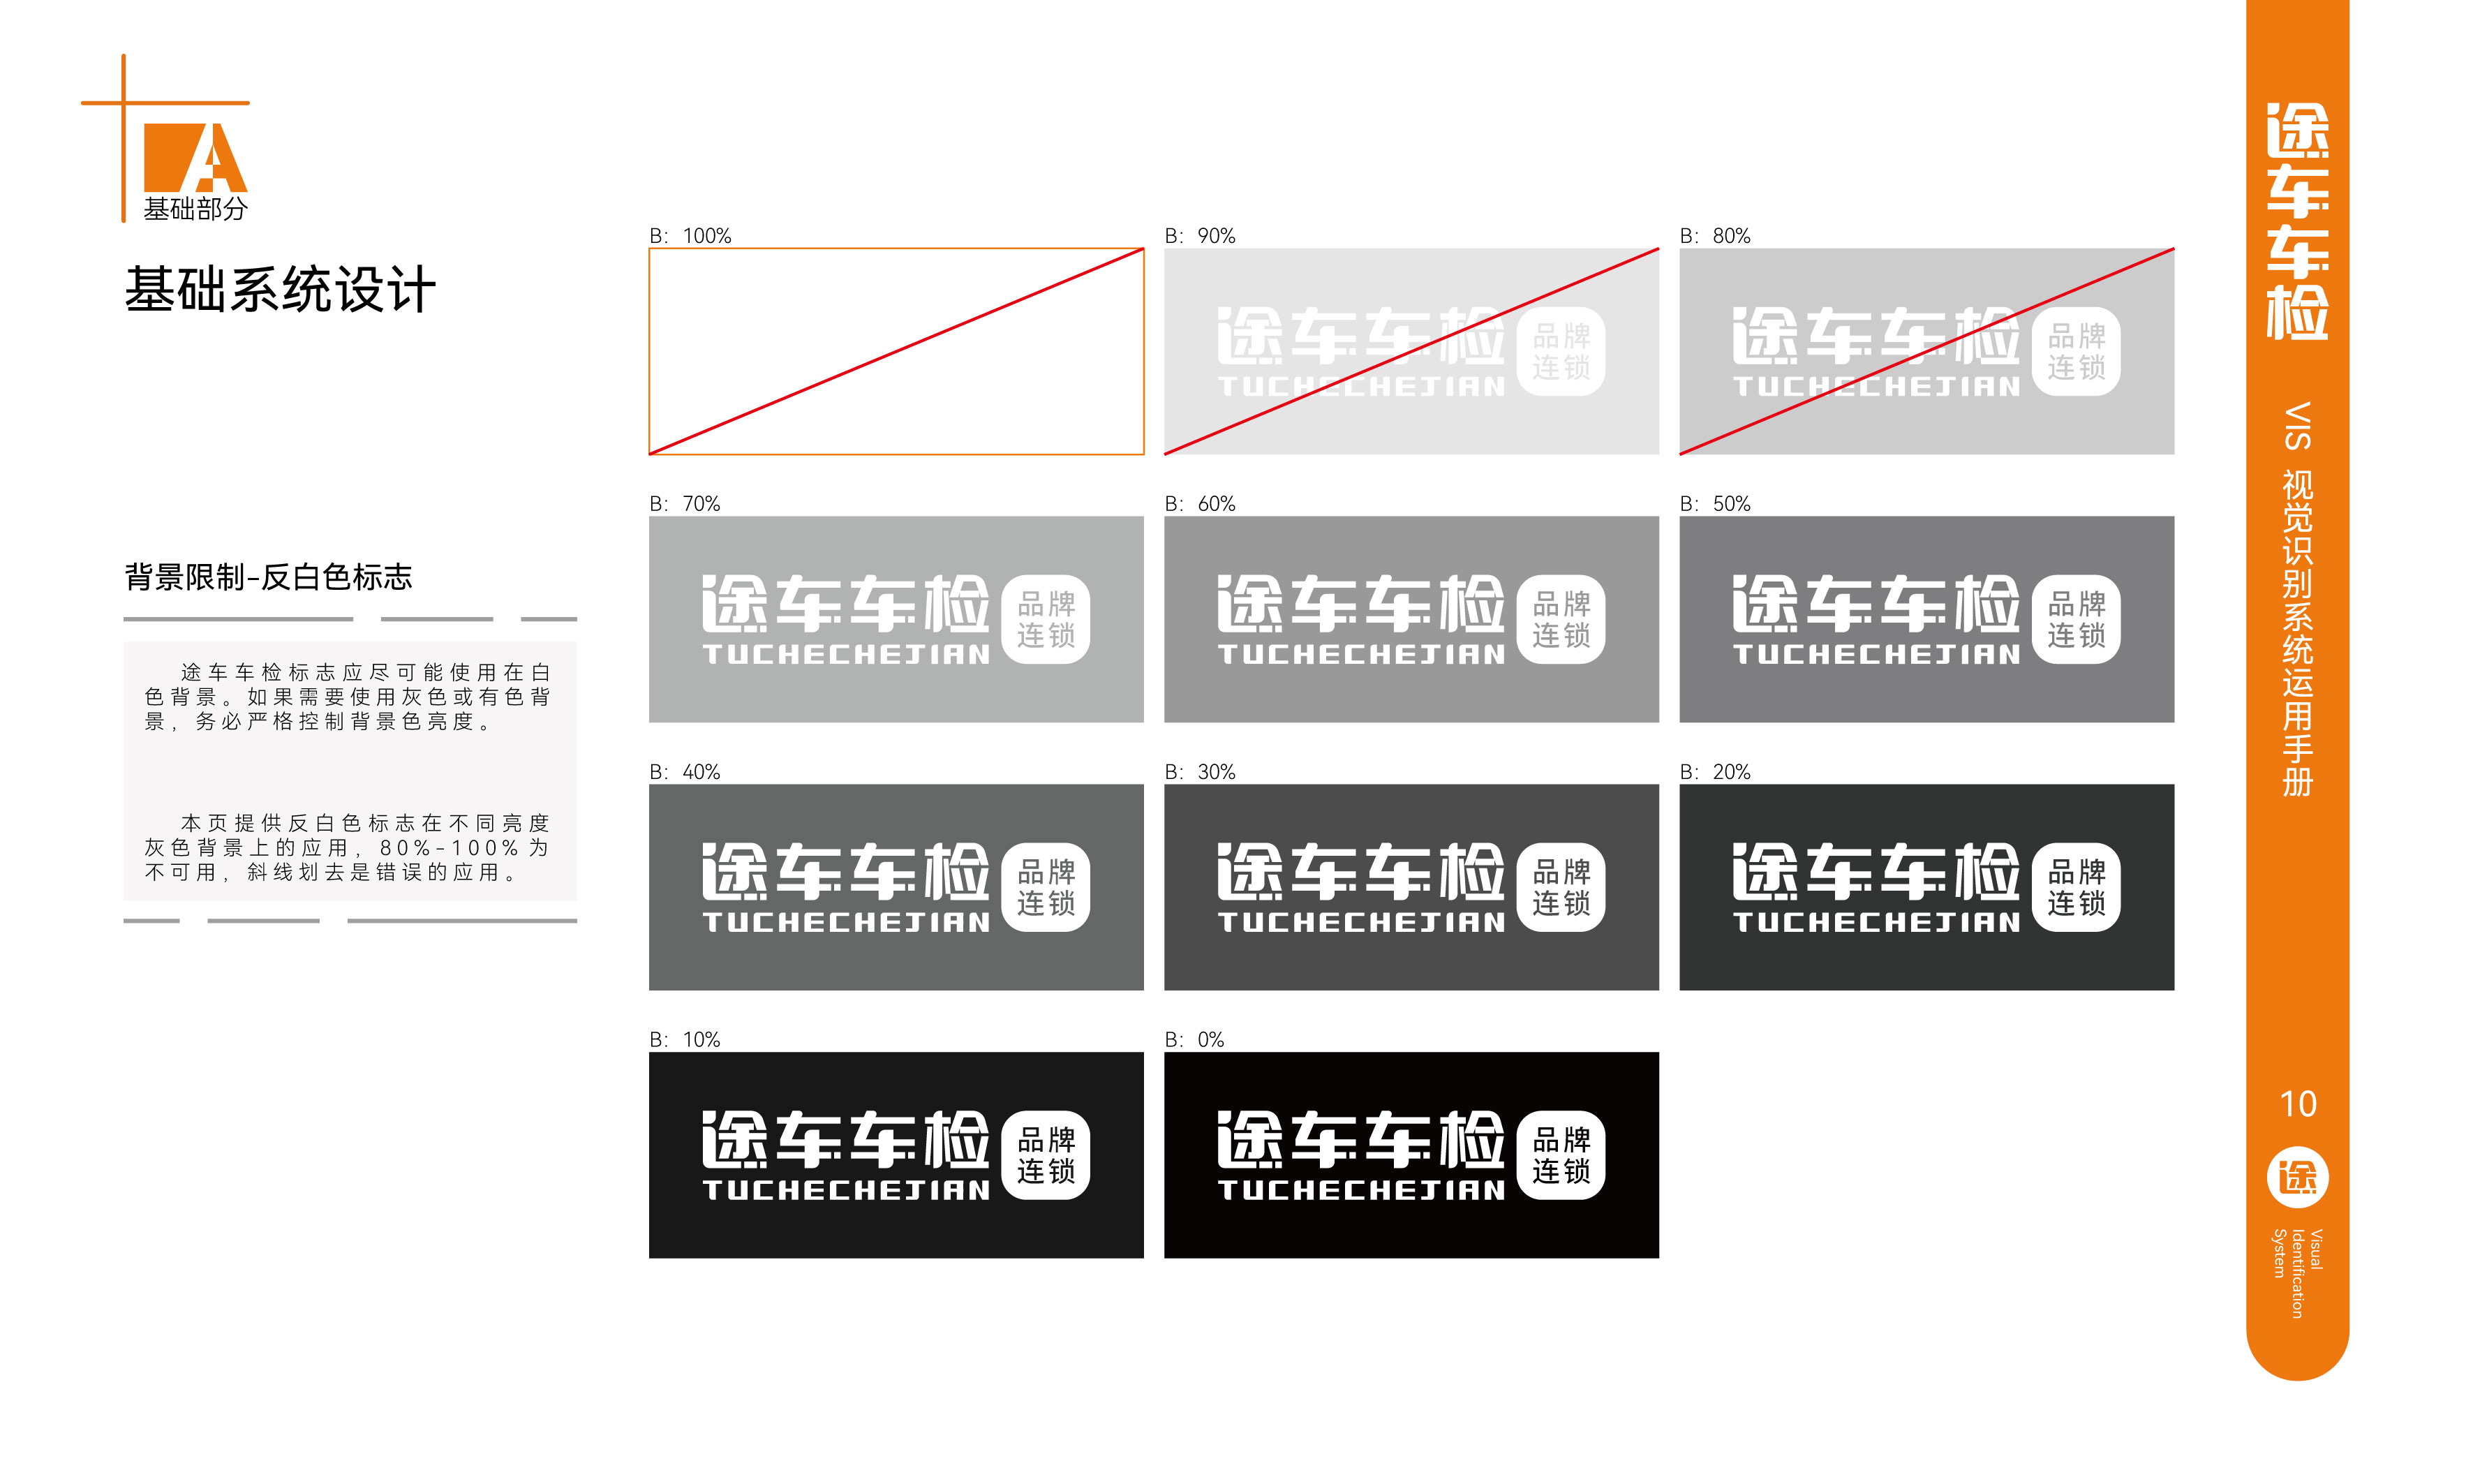 A
基础部分
基础系统设计
背景限制-反白色标志
途车车检标志应尽可能使用在白
色背景。如果需要使用灰色或有色背
景，务必严格控制背景色亮度。
本页提供反白色标志在不同亮度
灰色背景上的应用，80%-100%为
不可用，斜线划去是错误的应用。
B: 100%
B: 90%
途车车检
TUCHECHEJIAN
品牌
连锁
B: 80%
途车车检
TUCHECHEJIAN
品牌
连锁
B: 70%
途车车检
TUCHECHEJIAN
品牌
连锁
B: 60%
途车车检
TUCHECHEJIAN
品牌
连锁
B: 50%
途车车检
TUCHECHEJIAN
品牌
连锁
B: 40%
途车车检
TUCHECHEJIAN
品牌
连锁
B: 30%
途车车检
TUCHECHEJIAN
品牌
连锁
B: 20%
途车车检
TUCHECHEJIAN
品牌
连锁
B: 10%
途车车检
TUCHECHEJIAN
品牌
连锁
B: 0%
途车车检
TUCHECHEJIAN
品牌
连锁
途车车检
VIS 视觉识别系统运用手册
10
途
Visual
Identification
System